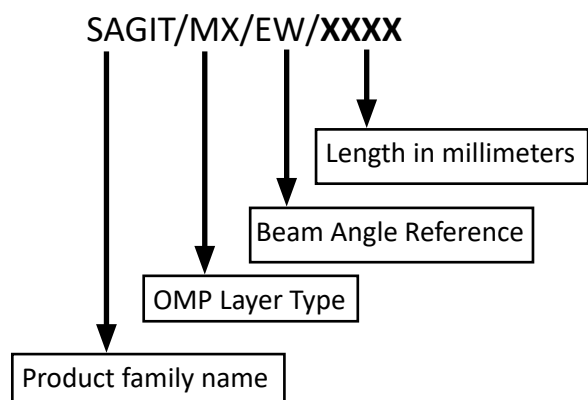 SAGIT/MX/EW/XXXX
Length in millimeters
Beam Angle Reference
OMP Layer Type
Product family name